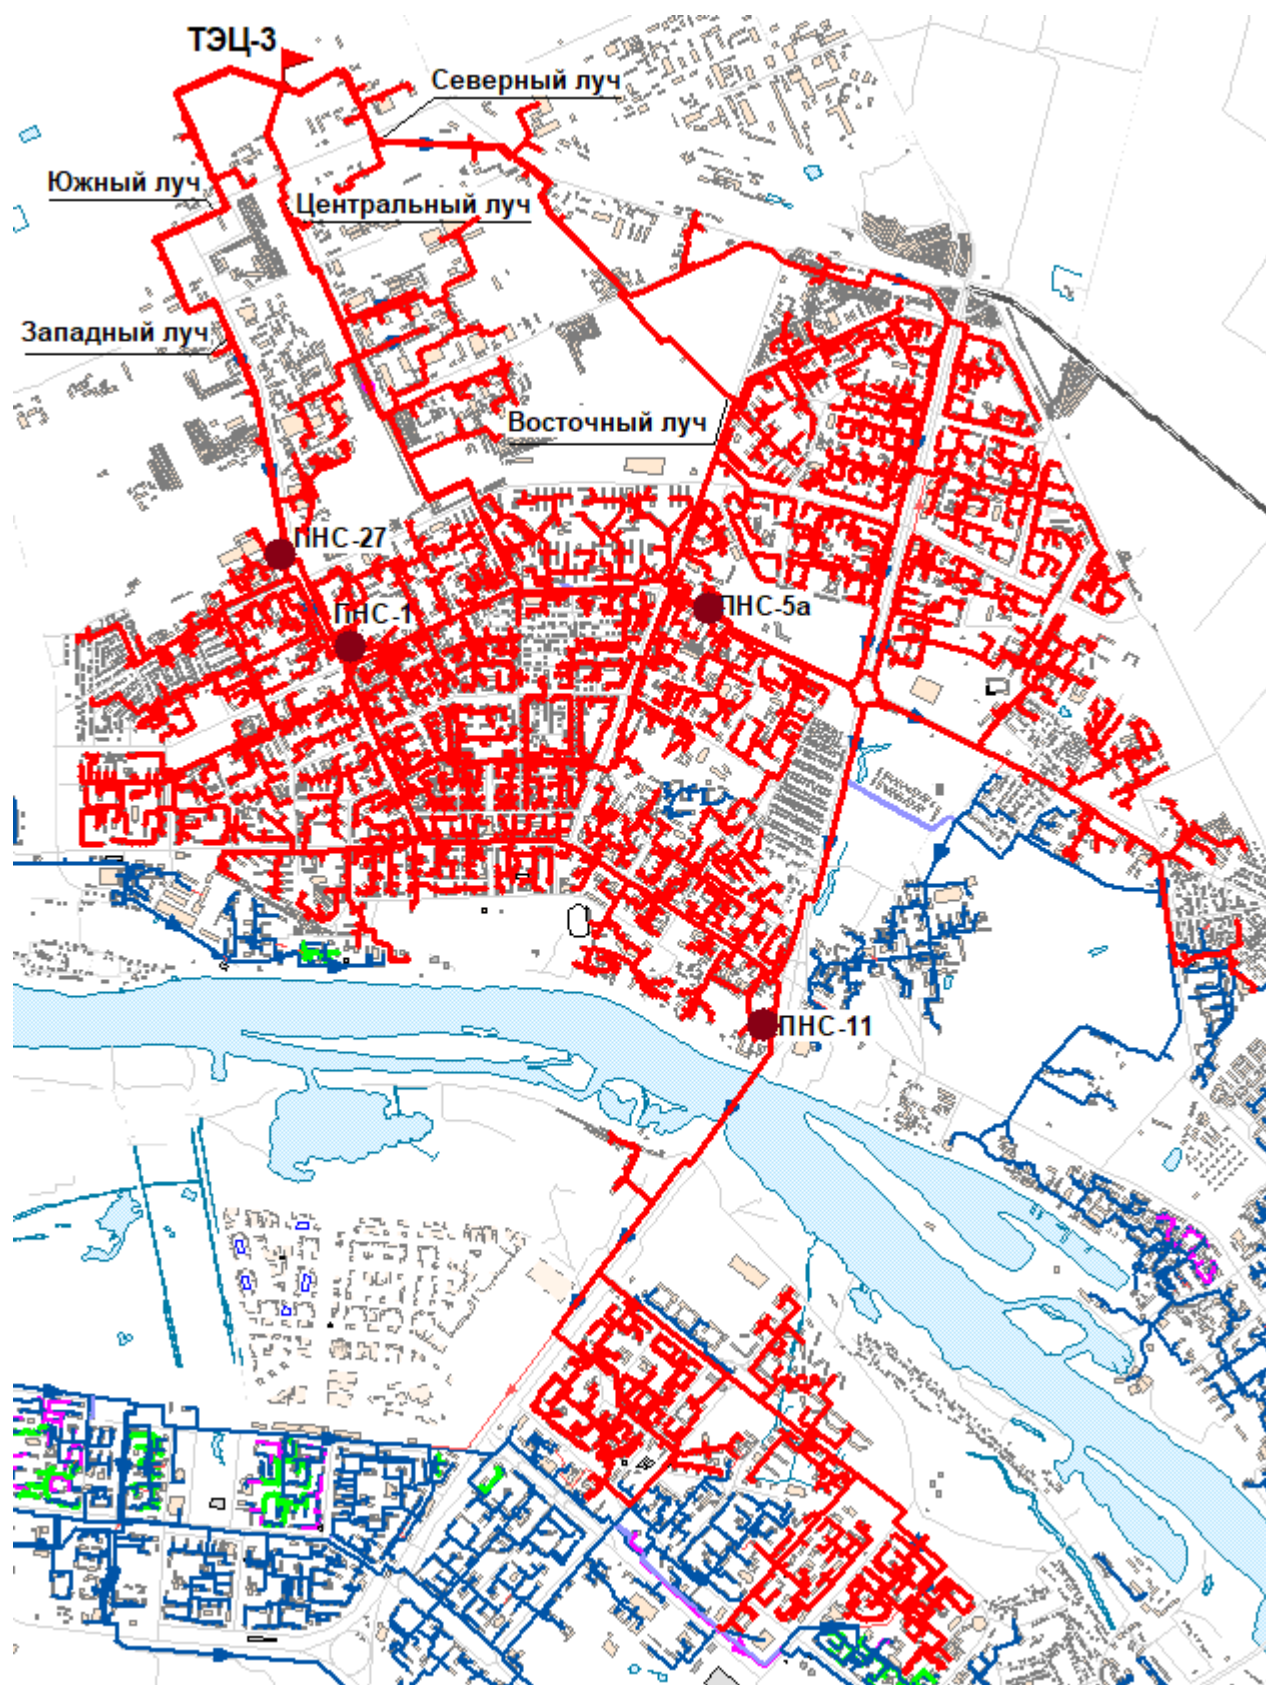 ТЭЦ-3
Северный луч
Южный луч
Центральный луч
Западный луч
Восточный луч
ПНС-27
ПНС-1
ПНС-5а
ПНС-11